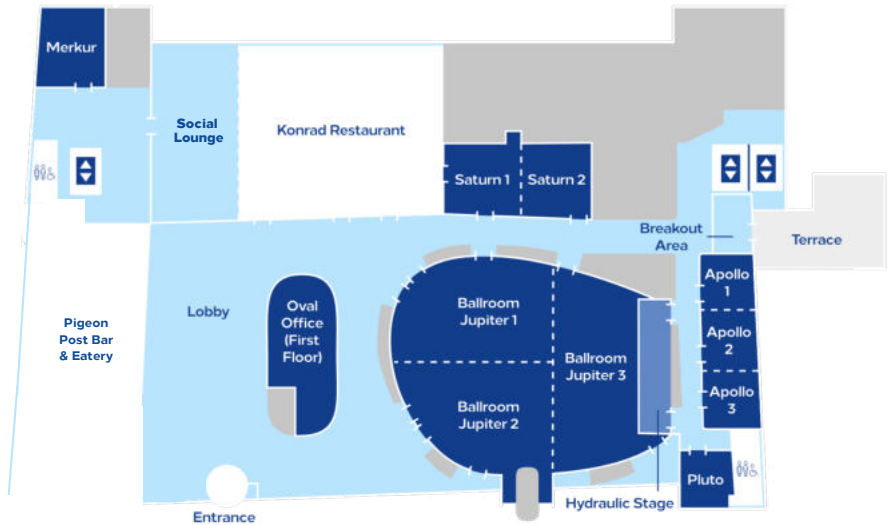 Merkur
Social
Lounge
Konrad Restaurant
Saturn 1
Saturn 2
Breakout
Area
Terrace
Lobby
Oval
Office
(First
Floor)
Ballroom
Jupiter 1
Apollo
1
Pigeon
Post Bar
& Eatery
Apollo
2
Ballroom
Jupiter 3
Ballroom
Jupiter 2
Apollo
3
Pluto
Hydraulic Stage
Entrance